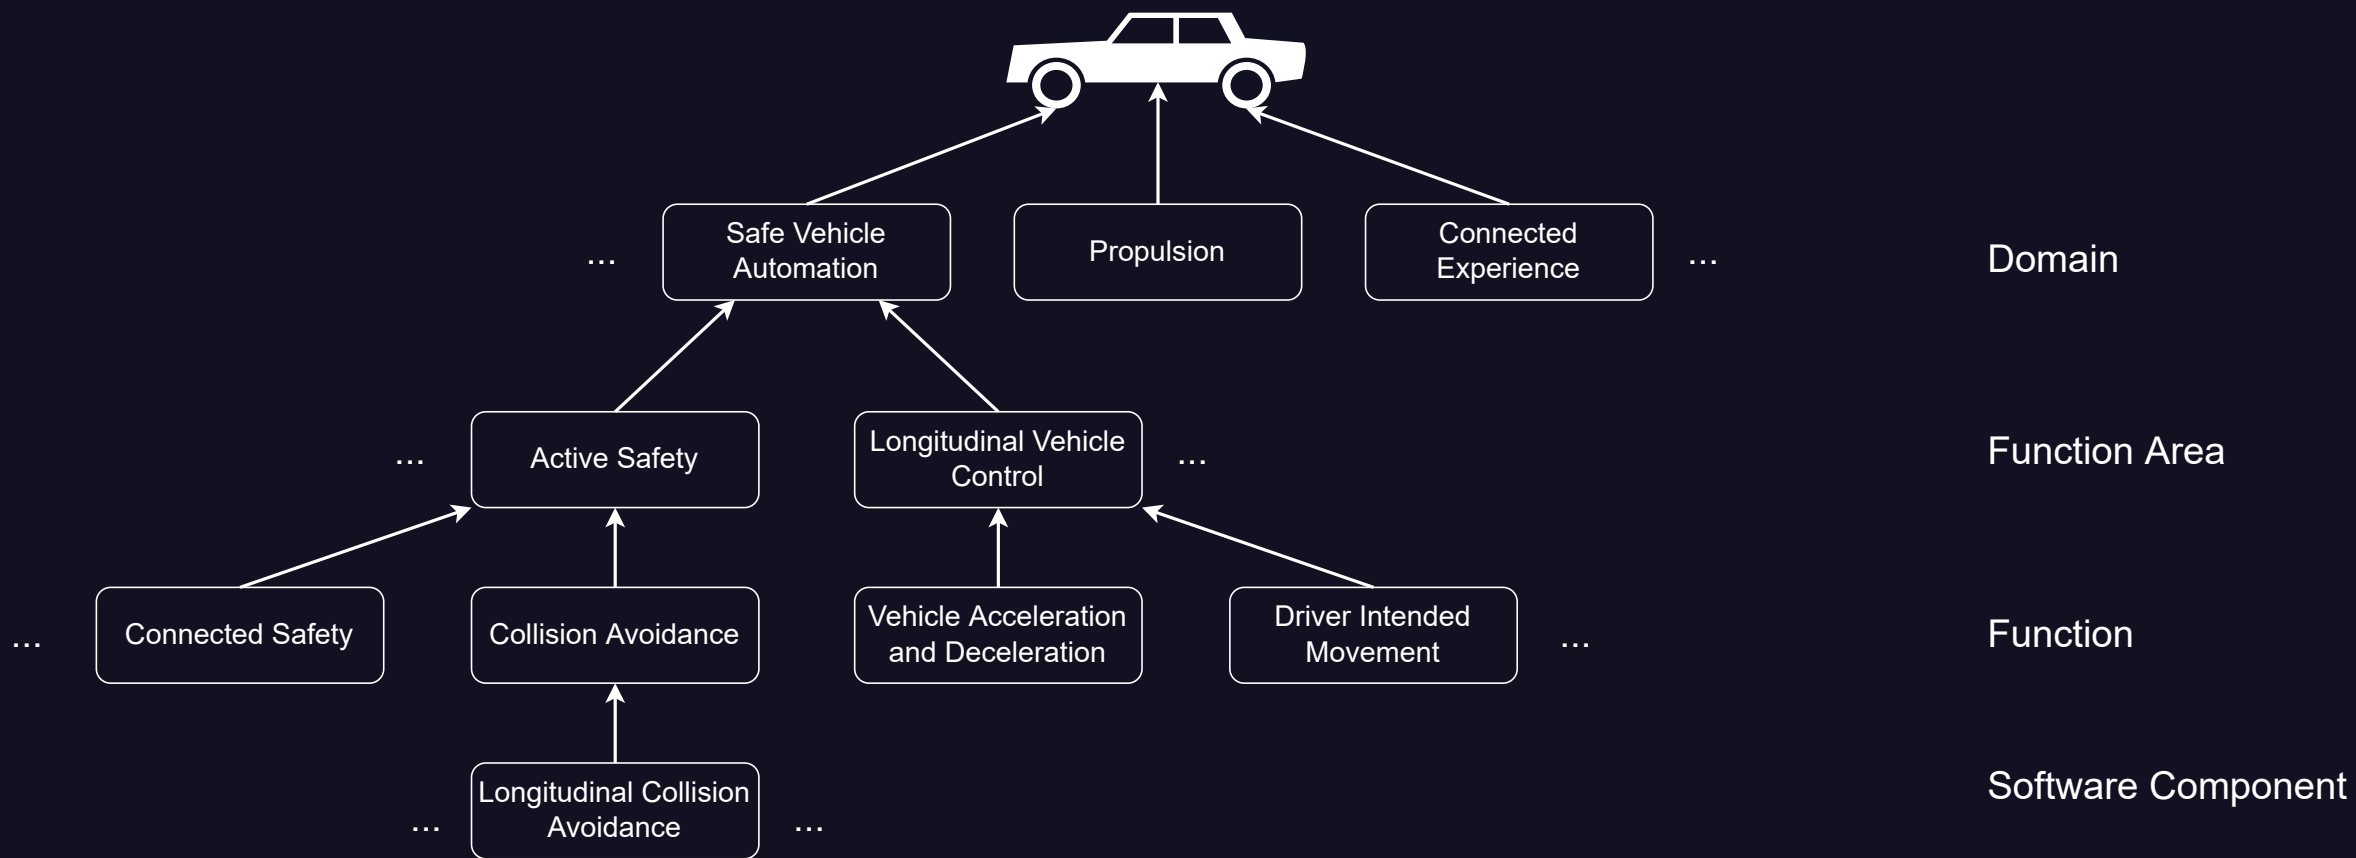 Safe Vehicle
Automation
Propulsion
Connected
Experience
...
...
Domain
Active Safety
Longitudinal Vehicle
Control
...
...
Function Area
...
Connected Safety
Collision Avoidance
Vehicle Acceleration
and Deceleration
Driver Intended
Movement
...
Function
Longitudinal Collision
Avoidance
...
...
Software Component